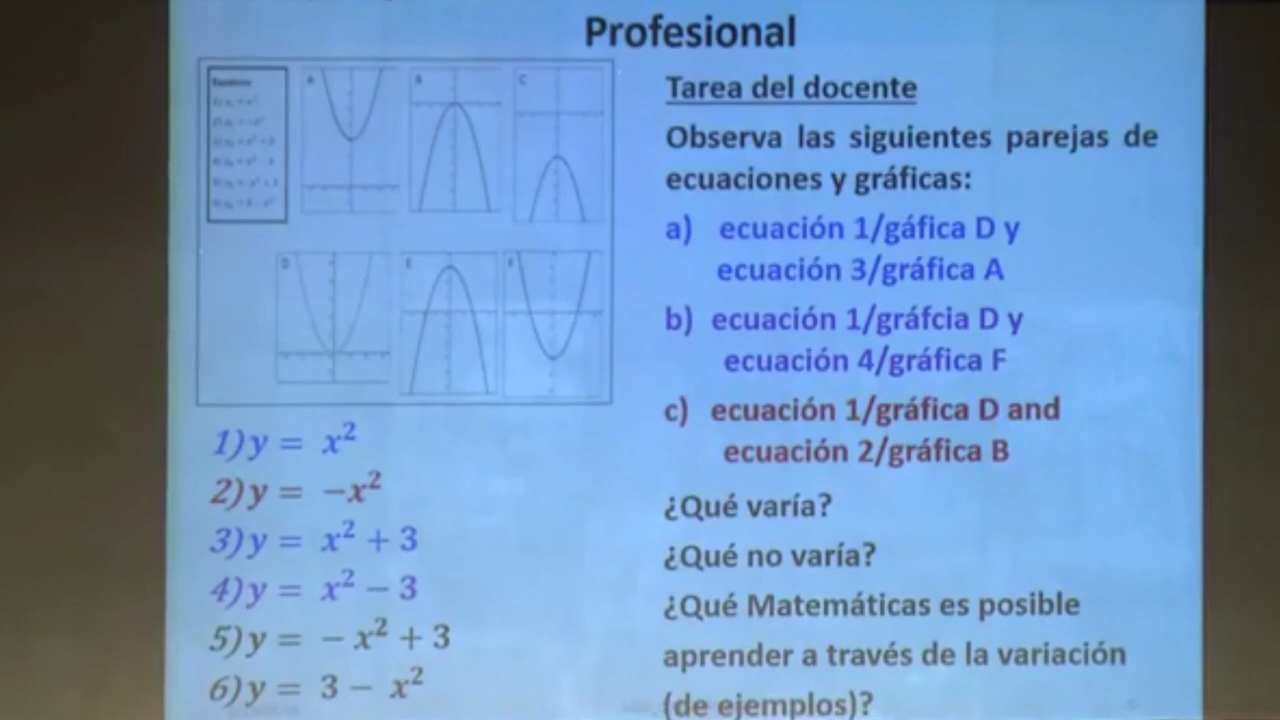 Profesional
A
B
C
D
E
F
1)y = x²
2)y = −x²
3)y = x² + 3
4)y = x² − 3
5)y = − x² + 3
6)y = 3 − x²
Tarea del docente
Observa las siguientes parejas de
ecuaciones y gráficas:
a) ecuación 1/gáfica D y
ecuación 3/gráfica A
b) ecuación 1/gráfcia D y
ecuación 4/gráfica F
c) ecuación 1/gráfica D and
ecuación 2/gráfica B
¿Qué varía?
¿Qué no varía?
¿Qué Matemáticas es posible
aprender a través de la variación
(de ejemplos)?